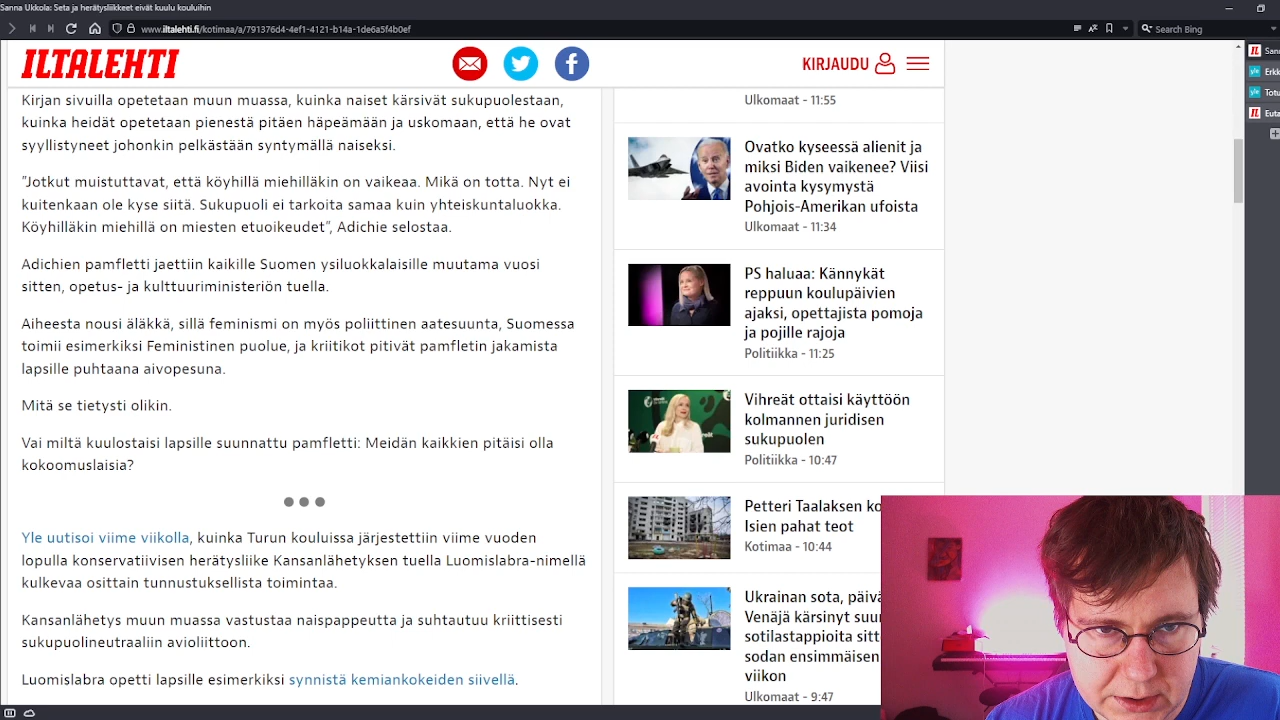 Sanna Ukkola: Seta ja herätysliikkeet eivät kuulu kouluihin
www.iltalehti.fi/kotimaa/a/791376d4-4ef1-4121-b14a-1de6a5f4b0ef
Search Bing
ILTALEHTI
KIRJAUDU
Kirjan sivuilla opetetaan muun muassa, kuinka naiset kärsivät sukupuolestaan,
kuinka heidät opetetaan pienestä pitäen häpeämään ja uskomaan, että he ovat
syyllistyneet johonkin pelkästään syntymällä naiseksi.
"Jotkut muistuttavat, että köyhillä miehilläkin on vaikeaa. Mikä on totta. Nyt ei
kuitenkaan ole kyse siitä. Sukupuoli ei tarkoita samaa kuin yhteiskuntaluokka.
Köyhilläkin miehillä on miesten etuoikeudet", Adichie selostaa.
Adichien pamfletti jaettiin kaikille Suomen ysiluokkalaisille muutama vuosi
sitten, opetus- ja kulttuuriministeriön tuella.
Aiheesta nousi äläkkä, sillä feminismi on myös poliittinen aatesuunta, Suomessa
toimii esimerkiksi Feministinen puolue, ja kriitikot pitivät pamfletin jakamista
lapsille puhtaana aivopesuna.
Mitä se tietysti olikin.
Vai miltä kuulostaisi lapsille suunnattu pamfletti: Meidän kaikkien pitäisi olla
kokoomuslaisia?
Yle uutisoi viime viikolla, kuinka Turun kouluissa järjestettiin viime vuoden
lopulla konservatiivisen herätysliike Kansanlähetyksen tuella Luomislabra-nimellä
kulkevaa osittain tunnustuksellista toimintaa.
Kansanlähetys muun muassa vastustaa naispappeutta ja suhtautuu kriittisesti
sukupuolineutraaliin avioliittoon.
Luomislabra opetti lapsille esimerkiksi synnistä kemiankokeiden siivellä.
Ulkomaat - 11:55
Ovatko kyseessä alienit ja
miksi Biden vaikenee? Viisi
avointa kysymystä
Pohjois-Amerikan ufoista
Ulkomaat - 11:34
PS haluaa: Kännykät
reppuun koulupäivien
ajaksi, opettajista pomoja
ja pojille rajoja
Politiikka - 11:25
Vihreät ottaisi käyttöön
kolmannen juridisen
sukupuolen
Politiikka - 10:47
Petteri Taalaksen ko
Isien pahat teot
Kotimaa - 10:44
Ukrainan sota, päivä
Venäjä kärsinyt suur
sotilastappioita sitt
sodan ensimmäisen
viikon
Ulkomaat - 9:47
IL San
yle Erkk
yle Totu
IL Euta